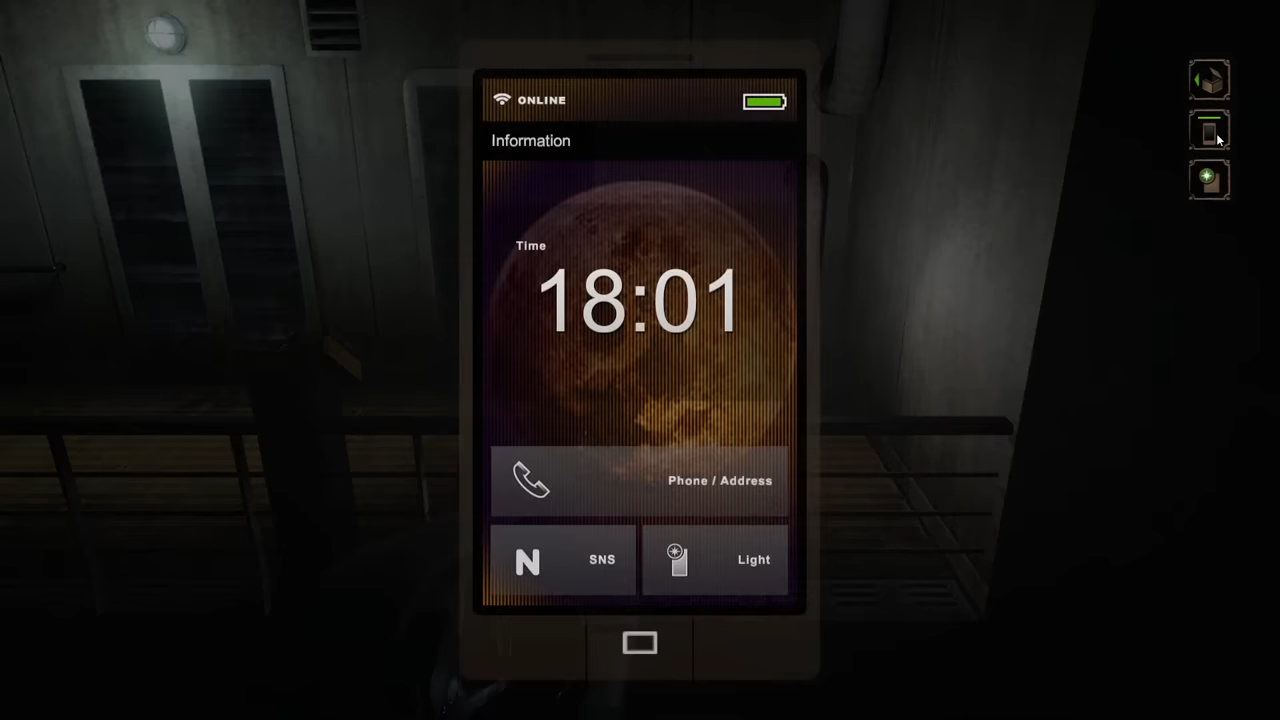 ONLINE
Information
Time
18:01
Phone / Address
N SNS
Light